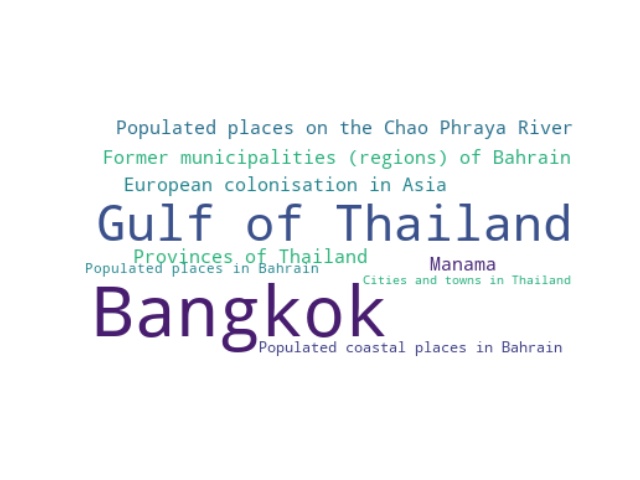 Populated places on the Chao Phraya River
Former municipalities (regions) of Bahrain
European colonisation in Asia
Gulf of Thailand
Provinces of Thailand
Manama
Populated places in Bahrain
Cities and towns in Thailand
Bangkok
Populated coastal places in Bahrain